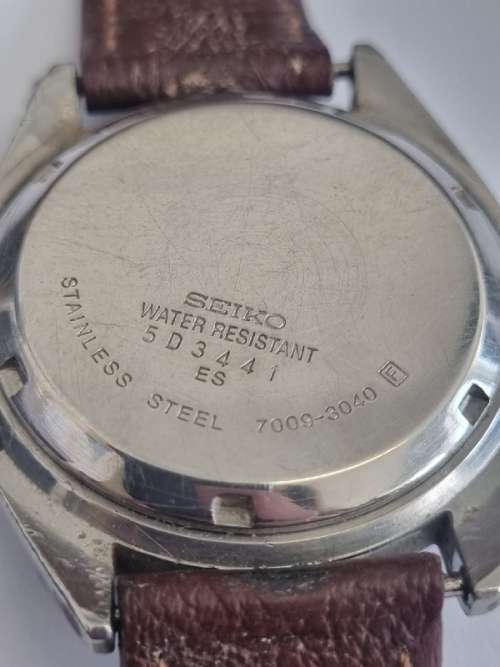 SEIKO
WATER RESISTANT
5D3441
ES
STAINLESS STEEL 7009-3040 F